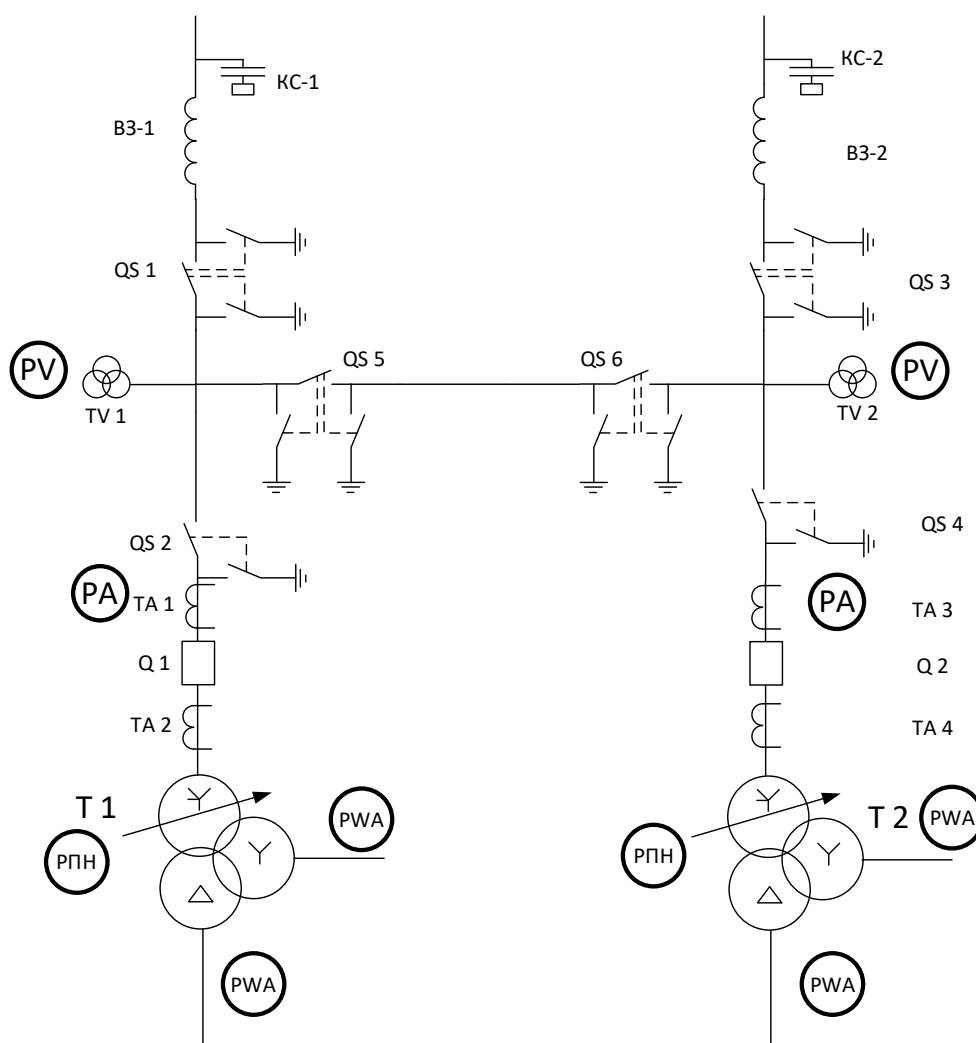 КС-1
КС-2
ВЗ-1
ВЗ-2
QS 1
QS 3
PV
TV 1
QS 5
QS 6
TV 2
PV
QS 2
QS 4
PA
TA 1
PA
TA 3
Q 1
Q 2
TA 2
TA 4
T 1
РПН
PWA
РПН
T 2
PWA
PWA
PWA